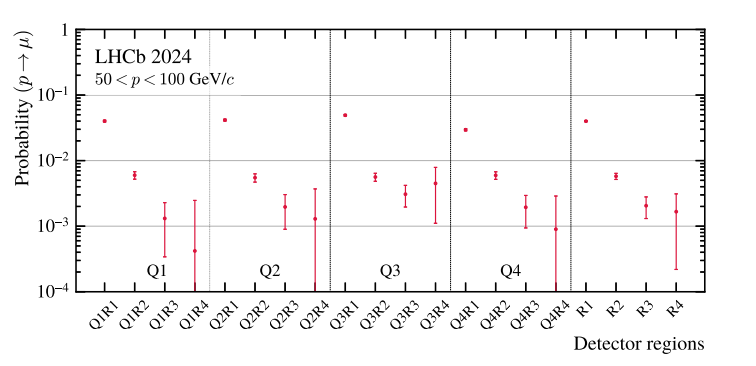 Probability (p → μ)
1
10⁻¹
10⁻²
10⁻³
10⁻⁴
LHCb 2024
50 < p < 100 GeV/c
Q1 Q2 Q3 Q4
Q1R1 Q1R2 Q1R3 Q1R4 Q2R1 Q2R2 Q2R3 Q2R4 Q3R1 Q3R2 Q3R3 Q3R4 Q4R1 Q4R2 Q4R3 Q4R4 R1 R2 R3 R4
Detector regions